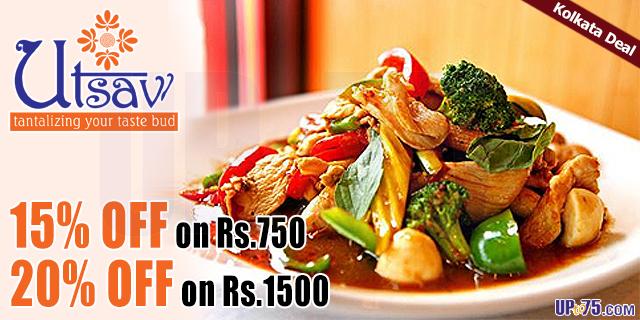 Utsav
tantalizing your taste bud
Kolkata Deal
15% OFF on Rs.750
20% OFF on Rs.1500
UPto75.COM